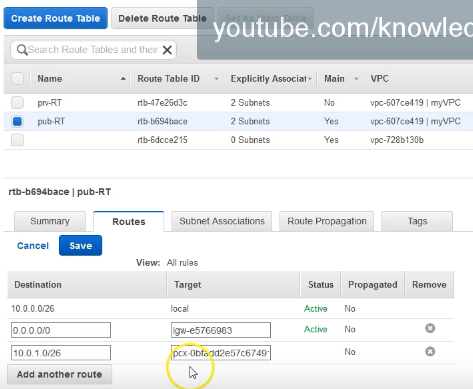 Create Route Table Delete Route Table Set As Main Table
youtube.com/knowled
Search Route Tables and their
Name Route Table ID Explicitly Associat Main VPC
prv-RT rtb-47e26d3c 2 Subnets No vpc-607ce419 | myVPC
pub-RT rtb-b694bace 2 Subnets Yes vpc-607ce419 | myVPC
rtb-6dcce215 0 Subnets Yes vpc-728b130b
rtb-b694bace | pub-RT
Summary Routes Subnet Associations Route Propagation Tags
Cancel Save
View: All rules
Destination Target Status Propagated Remove
10.0.0.0/26 local Active No
0.0.0.0/0 igw-e5766983 Active No
10.0.1.0/26 pcx-0bfadd2e57c6749 No
Add another route